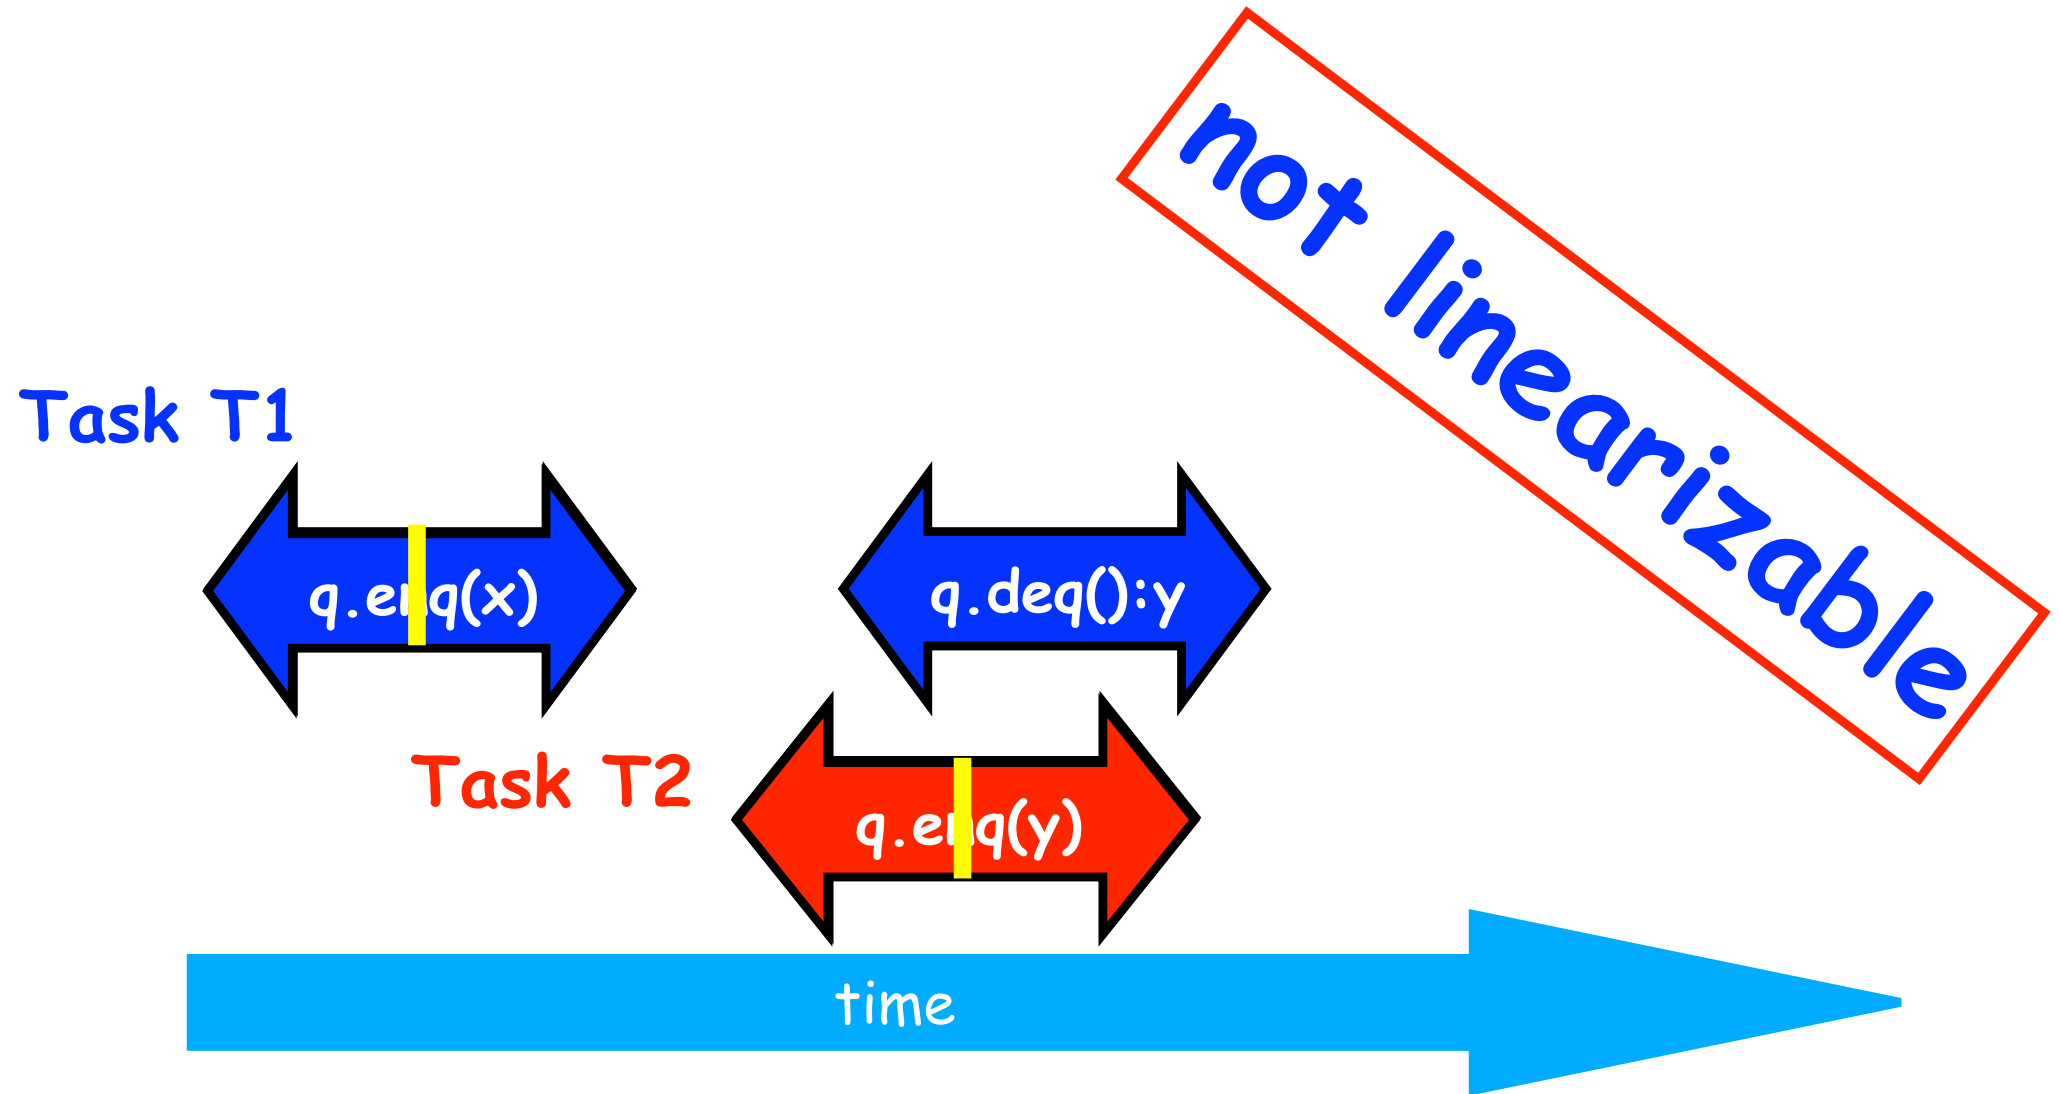 not linearizable
Task T1
q.enq(x)
q.deq():y
Task T2
q.enq(y)
time